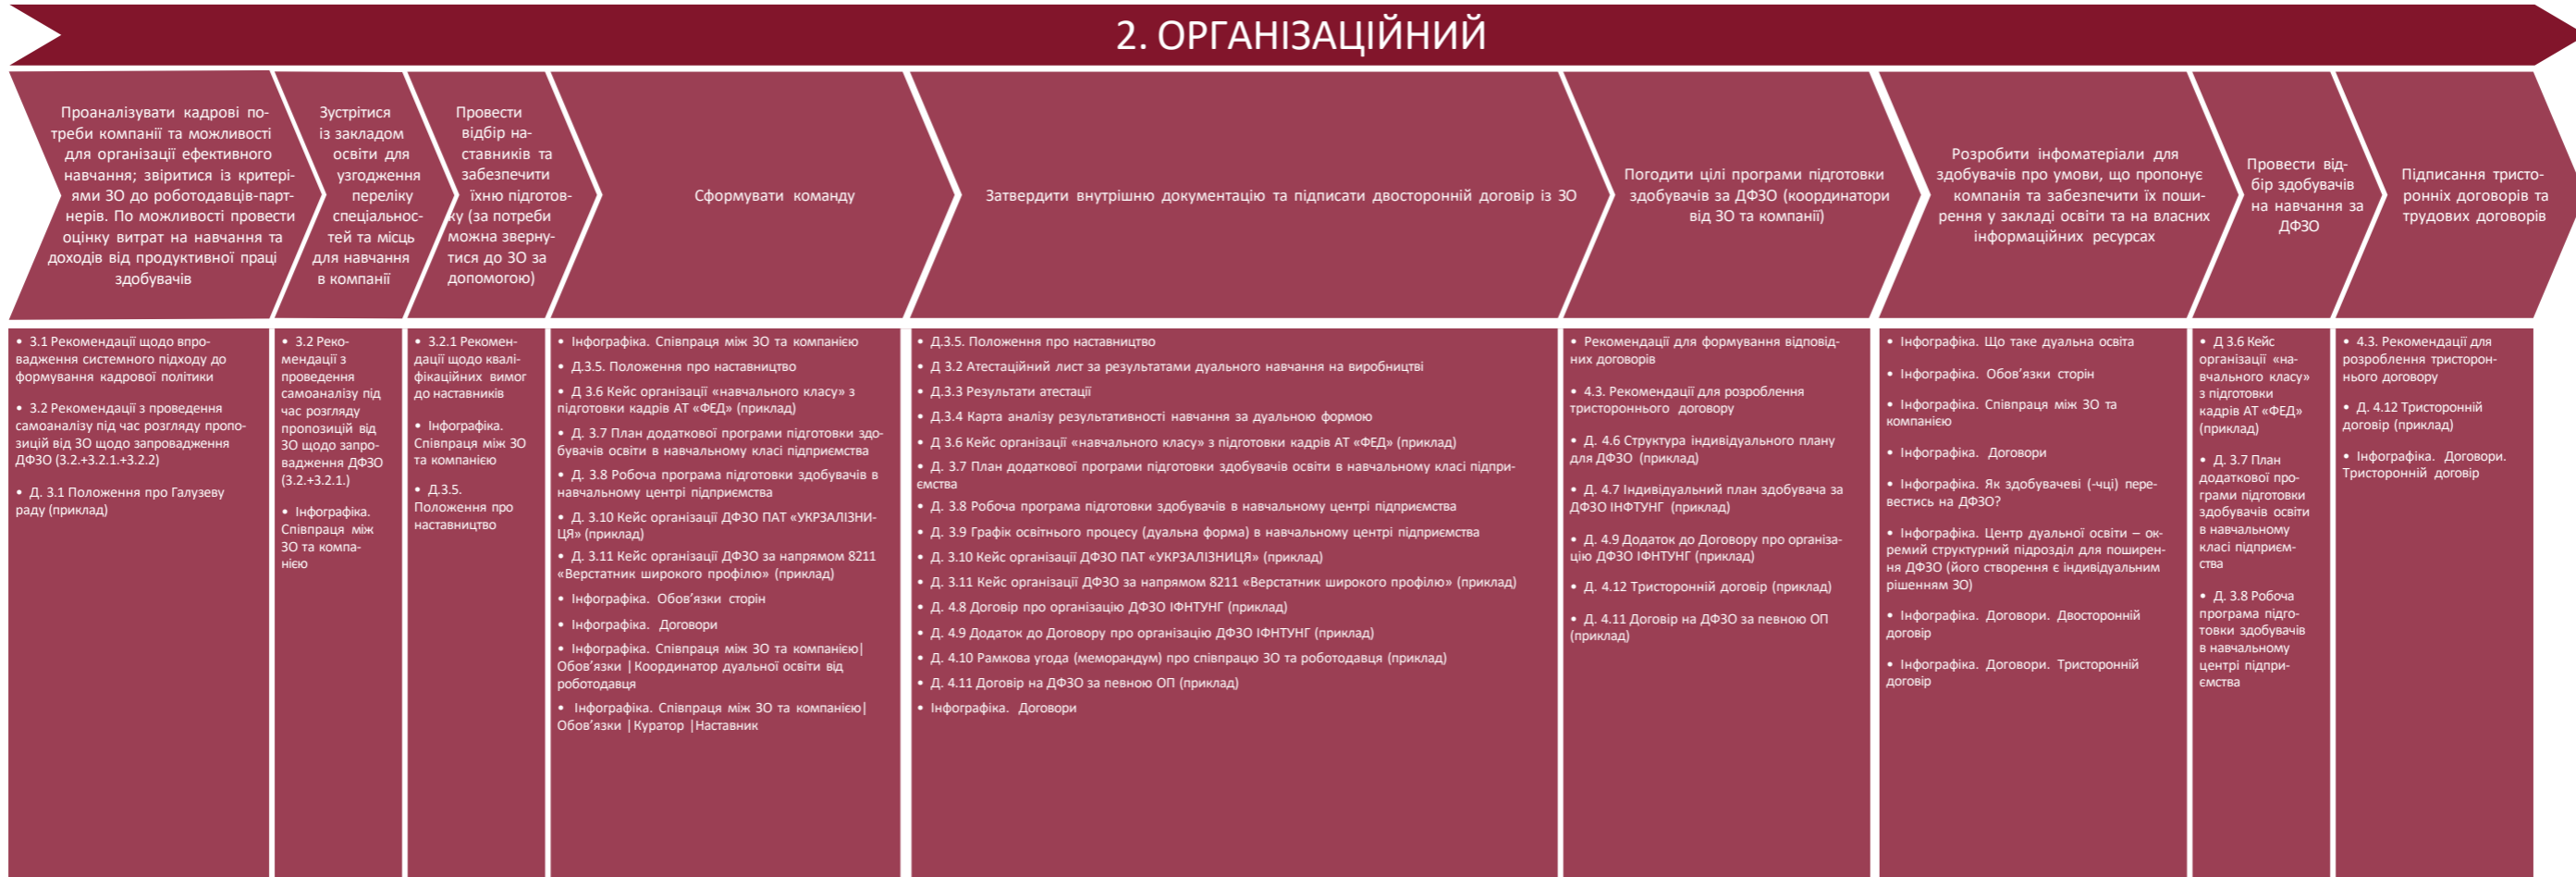 2. ОРГАНІЗАЦІЙНИЙ
Проаналізувати кадрові по-
треби компанії та можливості
для організації ефективного
навчання; звіритися із критері-
ями ЗО до роботодавців-парт-
нерів. По можливості провести
оцінку витрат на навчання та
доходів від продуктивної праці
здобувачів
Зустрітися
із закладом
освіти для
узгодження
переліку
спеціальнос-
тей та місць
для навчання
в компанії
Провести
відбір на-
ставників та
забезпечити
їхню підготов-
ку (за потреби
можна зверну-
тися до ЗО за
допомогою)
Сформувати команду
Затвердити внутрішню документацію та підписати двосторонній договір із ЗО
Погодити цілі програми підготовки
здобувачів за ДФЗО (координатори
від ЗО та компанії)
Розробити інфоматеріали для
здобувачів про умови, що пропонує
компанія та забезпечити їх поши-
рення у закладі освіти та на власних
інформаційних ресурсах
Провести від-
бір здобувачів
на навчання за
ДФЗО
Підписання тристо-
ронніх договорів та
трудових договорів
• 3.1 Рекомендації щодо впро-
вадження системного підходу до
формування кадрової політики
• 3.2 Рекомендації з проведення
самоаналізу під час розгляду пропо-
зицій від ЗО щодо запровадження
ДФЗО (3.2.+3.2.1.+3.2.2)
• Д. 3.1 Положення про Галузеву
раду (приклад)
• 3.2 Реко-
мендації з
проведення
самоаналізу під
час розгляду
пропозицій від
ЗО щодо запро-
вадження ДФЗО
(3.2.+3.2.1.)
• Інфографіка.
Співпраця між
ЗО та компа-
нією
• 3.2.1 Рекомен-
дації щодо квалі-
фікаційних вимог
до наставників
• Інфографіка.
Співпраця між ЗО
та компанією
• Д.3.5.
Положення про
наставництво
• Інфографіка. Співпраця між ЗО та компанією
• Д.3.5. Положення про наставництво
• Д 3.6 Кейс організації «навчального класу» з
підготовки кадрів АТ «ФЕД» (приклад)
• Д. 3.7 План додаткової програми підготовки здо-
бувачів освіти в навчальному класі підприємства
• Д. 3.8 Робоча програма підготовки здобувачів в
навчальному центрі підприємства
• Д. 3.10 Кейс організації ДФЗО ПАТ «УКРЗАЛІЗНИ-
ЦЯ» (приклад)
• Д. 3.11 Кейс організації ДФЗО за напрямом 8211
«Верстатник широкого профілю» (приклад)
• Інфографіка. Обов’язки сторін
• Інфографіка. Договори
• Інфографіка. Співпраця між ЗО та компанією|
Обов’язки |Координатор дуальної освіти від
роботодавця
• Інфографіка. Співпраця між ЗО та компанією|
Обов’язки |Куратор |Наставник
• Д.3.5. Положення про наставництво
• Д 3.2 Атестаційний лист за результатами дуального навчання на виробництві
• Д.3.3 Результати атестації
• Д.3.4 Карта аналізу результативності навчання за дуальною формою
• Д 3.6 Кейс організації «навчального класу» з підготовки кадрів АТ «ФЕД» (приклад)
• Д. 3.7 План додаткової програми підготовки здобувачів освіти в навчальному класі підпри-
ємства
• Д. 3.8 Робоча програма підготовки здобувачів в навчальному центрі підприємства
• Д. 3.9 Графік освітнього процесу (дуальна форма) в навчальному центрі підприємства
• Д. 3.10 Кейс організації ДФЗО ПАТ «УКРЗАЛІЗНИЦЯ» (приклад)
• Д. 3.11 Кейс організації ДФЗО за напрямом 8211 «Верстатник широкого профілю» (приклад)
• Д. 4.8 Договір про організацію ДФЗО ІФНТУНГ (приклад)
• Д. 4.9 Додаток до Договору про організацію ДФЗО ІФНТУНГ (приклад)
• Д. 4.10 Рамкова угода (меморандум) про співпрацю ЗО та роботодавця (приклад)
• Д. 4.11 Договір на ДФЗО за певною ОП (приклад)
• Інфографіка. Договори
• Рекомендації для формування відповід-
них договорів
• 4.3. Рекомендації для розроблення
тристороннього договору
• Д. 4.6 Структура індивідуального плану
для ДФЗО (приклад)
• Д. 4.7 Індивідуальний план здобувача за
ДФЗО ІНФТУНГ (приклад)
• Д. 4.9 Додаток до Договору про організа-
цію ДФЗО ІФНТУНГ (приклад)
• Д. 4.12 Тристоронній договір (приклад)
• Д. 4.11 Договір на ДФЗО за певною ОП
(приклад)
• Інфографіка. Що таке дуальна освіта
• Інфографіка. Обов’язки сторін
• Інфографіка. Співпраця між ЗО та
компанією
• Інфографіка. Договори
• Інфографіка. Як здобувачеві (-чці) пере-
вестись на ДФЗО?
• Інфографіка. Центр дуальної освіти – ок-
ремий структурний підрозділ для поширен-
ня ДФЗО (його створення є індивідуальним
рішенням ЗО)
• Інфографіка. Договори. Двосторонній
договір
• Інфографіка. Договори. Тристоронній
договір
• Д 3.6 Кейс
організації «на-
вчального класу»
з підготовки
кадрів АТ «ФЕД»
(приклад)
• Д. 3.7 План
додаткової про-
грами підготовки
здобувачів освіти
в навчальному
класі підприєм-
ства
• Д. 3.8 Робоча
програма підго-
товки здобувачів
в навчальному
центрі підпри-
ємства
• 4.3. Рекомендації для
розроблення тристорон-
нього договору
• Д. 4.12 Тристоронній
договір (приклад)
• Інфографіка. Договори.
Тристоронній договір